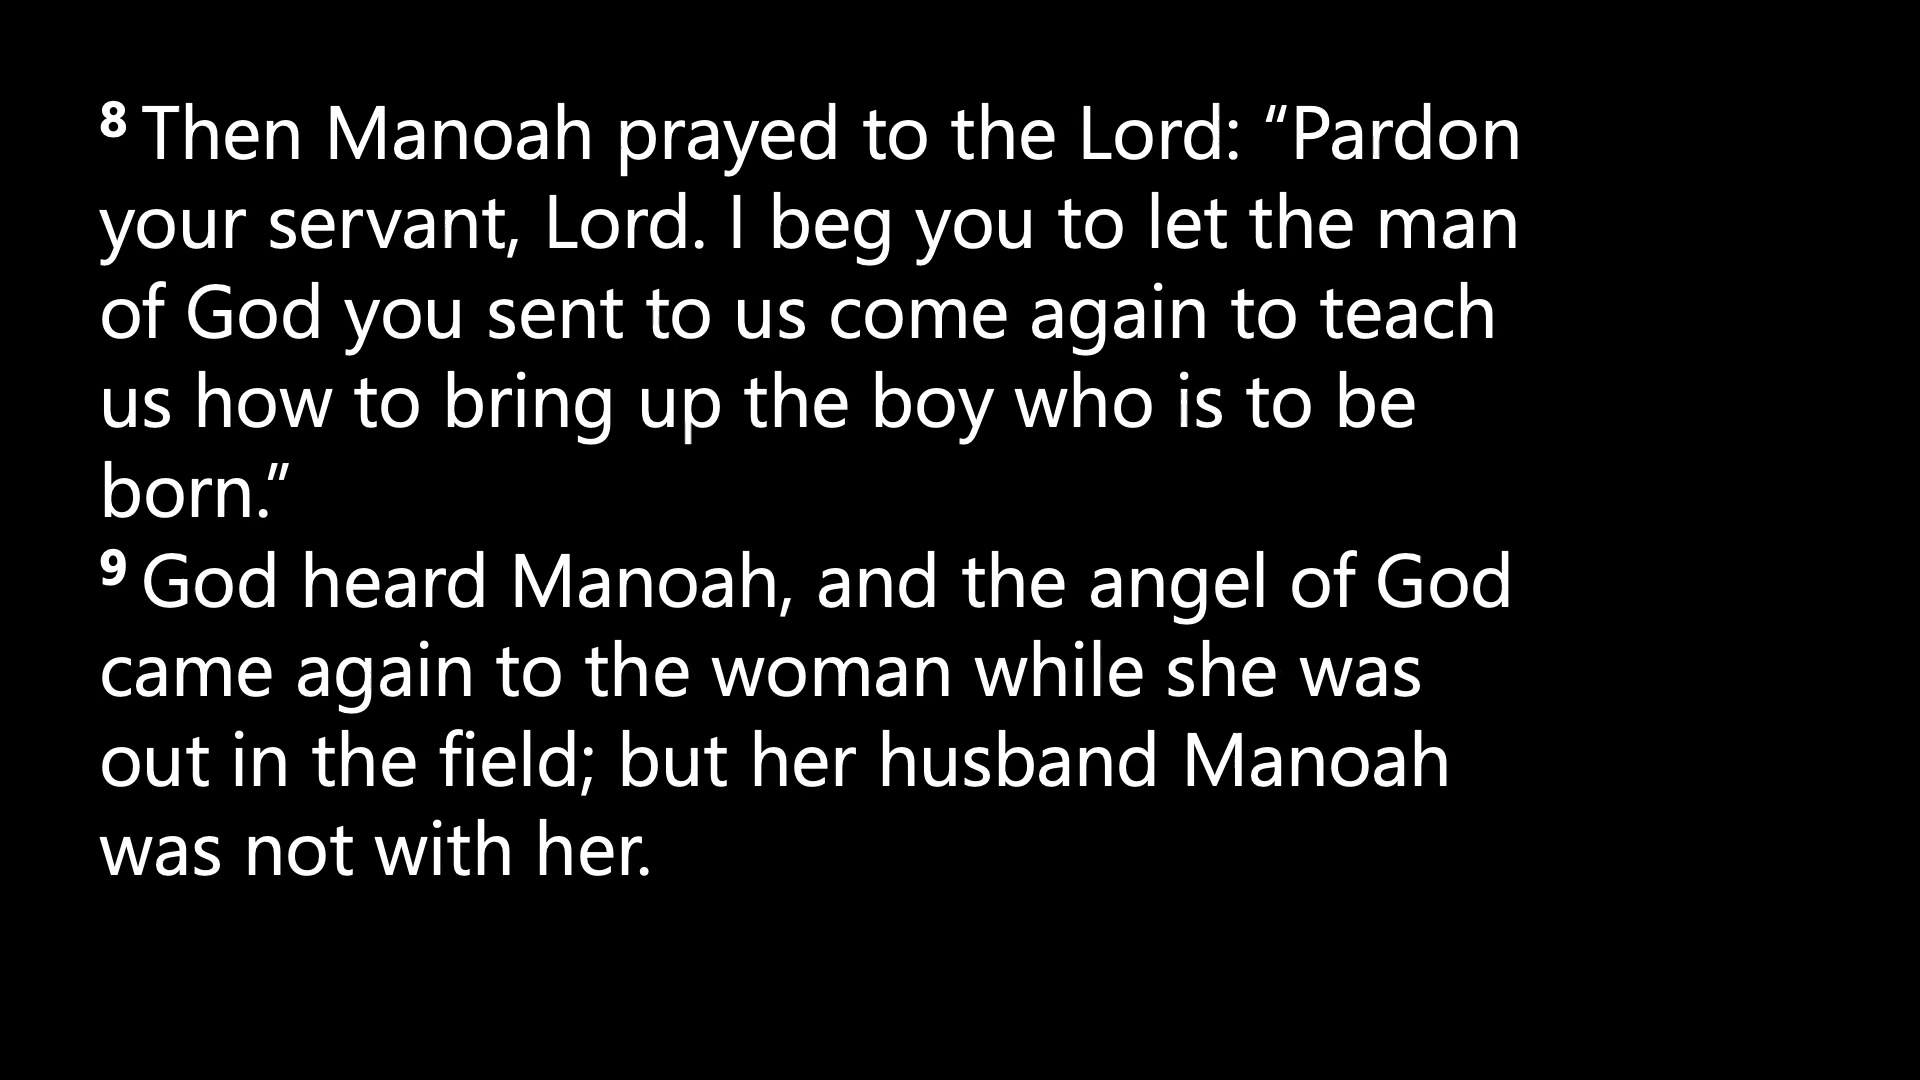 8 Then Manoah prayed to the Lord: “Pardon
your servant, Lord. I beg you to let the man
of God you sent to us come again to teach
us how to bring up the boy who is to be
born.”
9 God heard Manoah, and the angel of God
came again to the woman while she was
out in the field; but her husband Manoah
was not with her.